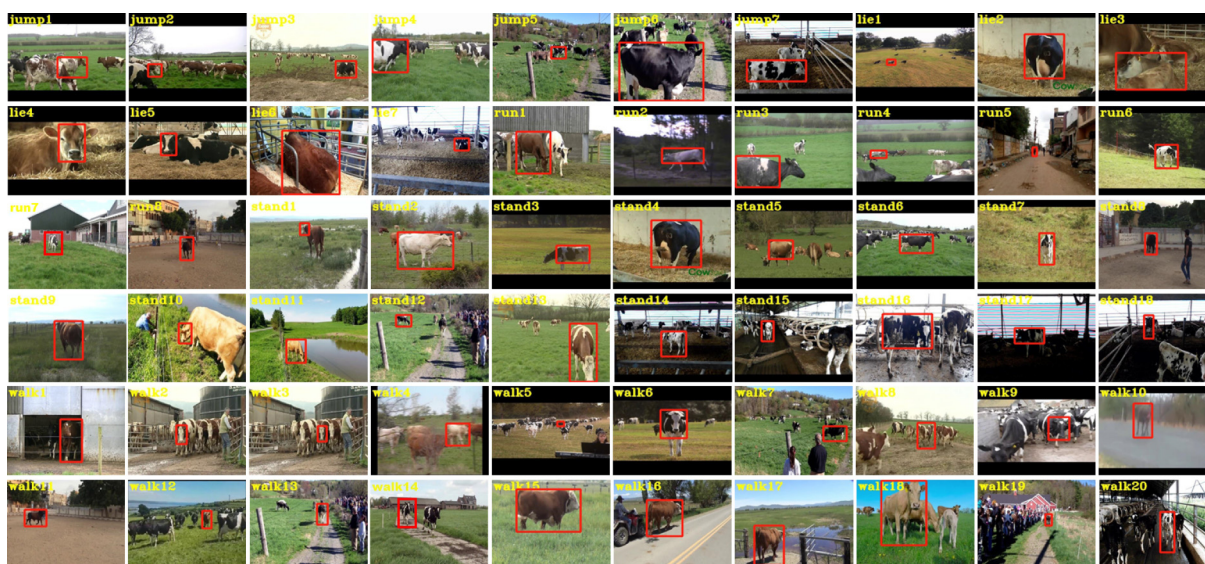 jump1 jump2 jump3 jump4 jump5 jump6 jump7 lie1 lie2 lie3
Cow
lie4 lie5 lie6 lie7 run1 run2 run3 run4 run5 run6
run7 run8 stand1 stand2 stand3 stand4 stand5 stand6 stand7 stand8
Cow
stand9 stand10 stand11 stand12 stand13 stand14 stand15 stand16 stand17 stand18
walk1 walk2 walk3 walk4 walk5 walk6 walk7 walk8 walk9 walk10
walk11 walk12 walk13 walk14 walk15 walk16 walk17 walk18 walk19 walk20